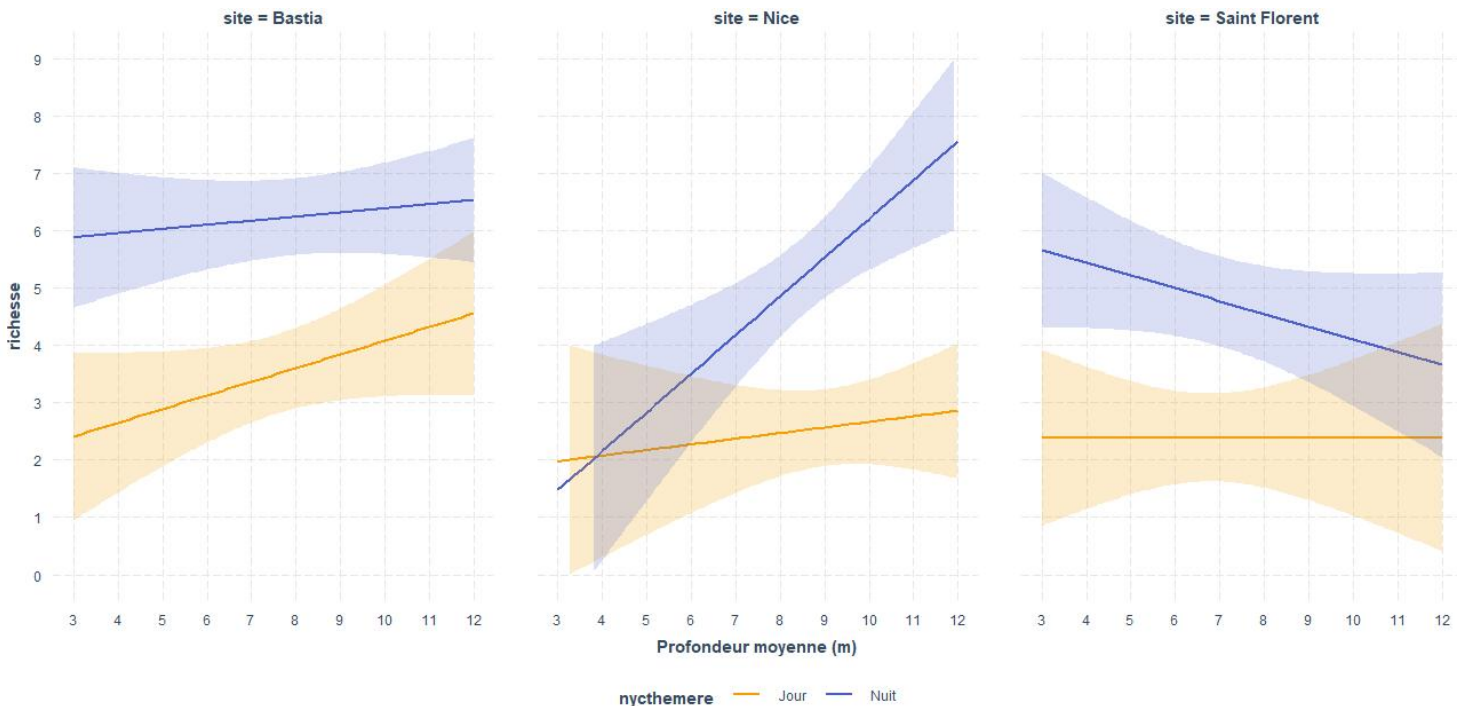 site = Bastia
site = Nice
site = Saint Florent
richesse
9
8
7
6
5
4
3
2
1
0
3 4 5 6 7 8 9 10 11 12
3 4 5 6 7 8 9 10 11 12
3 4 5 6 7 8 9 10 11 12
Profondeur moyenne (m)
nycthemere Jour Nuit